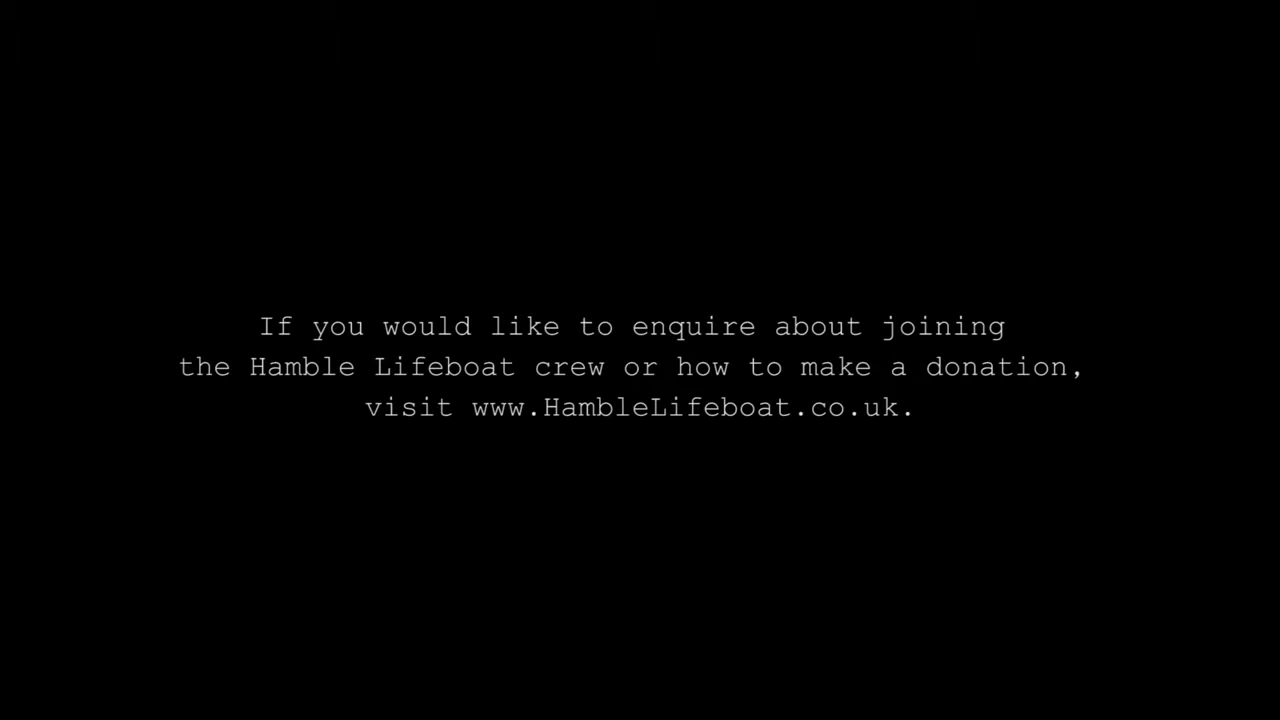 If you would like to enquire about joining
the Hamble Lifeboat crew or how to make a donation,
visit www.HambleLifeboat.co.uk.